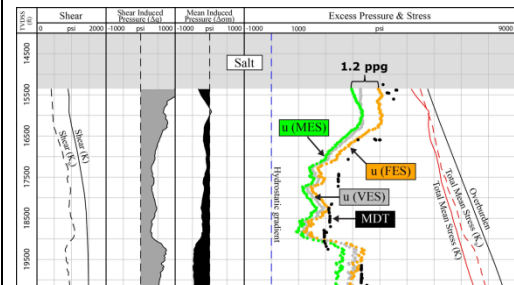 TVDSS (ft)
Shear
0 psi 2000
Shear Induced
Pressure (Δq)
-1000 psi 1000
Mean Induced
Pressure (Δσm)
-1000 psi 1000
Excess Pressure & Stress
-1000 psi 9000
14500
15500
16500
17500
18500
19500
Salt
1.2 ppg
Shear (K₀)
Shear (K)
Hydrostatic gradient
u (MES)
u (FES)
u (VES)
MDT
Total Mean Stress (K)
Total Mean Stress (K₀)
Overburden